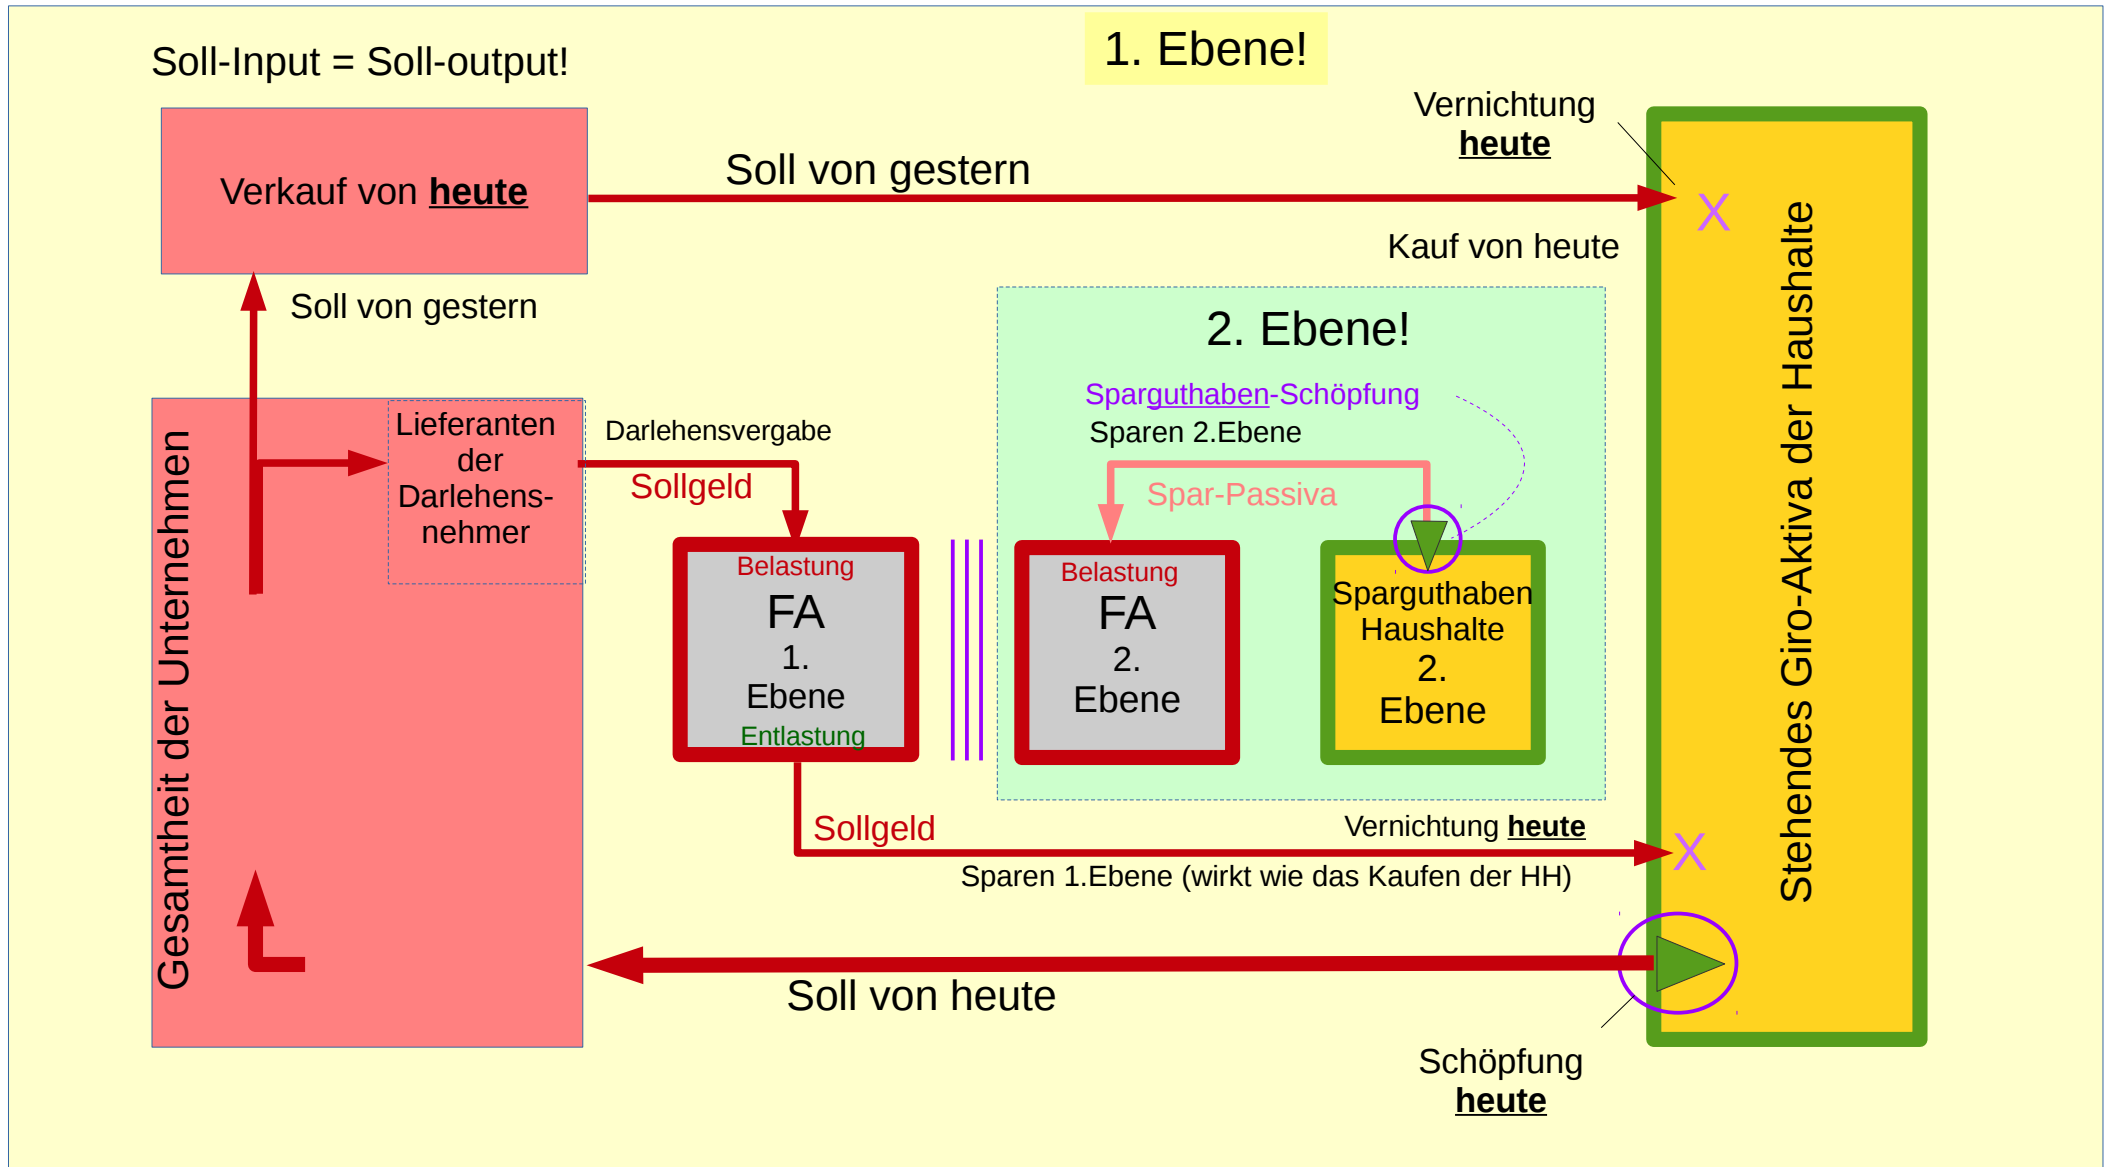 1. Ebene!
Soll-Input = Soll-output!
Vernichtung
heute
Soll von gestern
Verkauf von heute
X
Kauf von heute
Soll von gestern
2. Ebene!
Sparguthaben-Schöpfung
Sparen 2.Ebene
Spar-Passiva
Lieferanten
der
Darlehens-
nehmer
Darlehensvergabe
Sollgeld
Gesamtheit der Unternehmen
Belastung
FA
1.
Ebene
Entlastung
Belastung
FA
2.
Ebene
Sparguthaben
Haushalte
2.
Ebene
Stehendes Giro-Aktiva der Haushalte
Sollgeld
Vernichtung heute
X
Sparen 1.Ebene (wirkt wie das Kaufen der HH)
Soll von heute
Schöpfung
heute